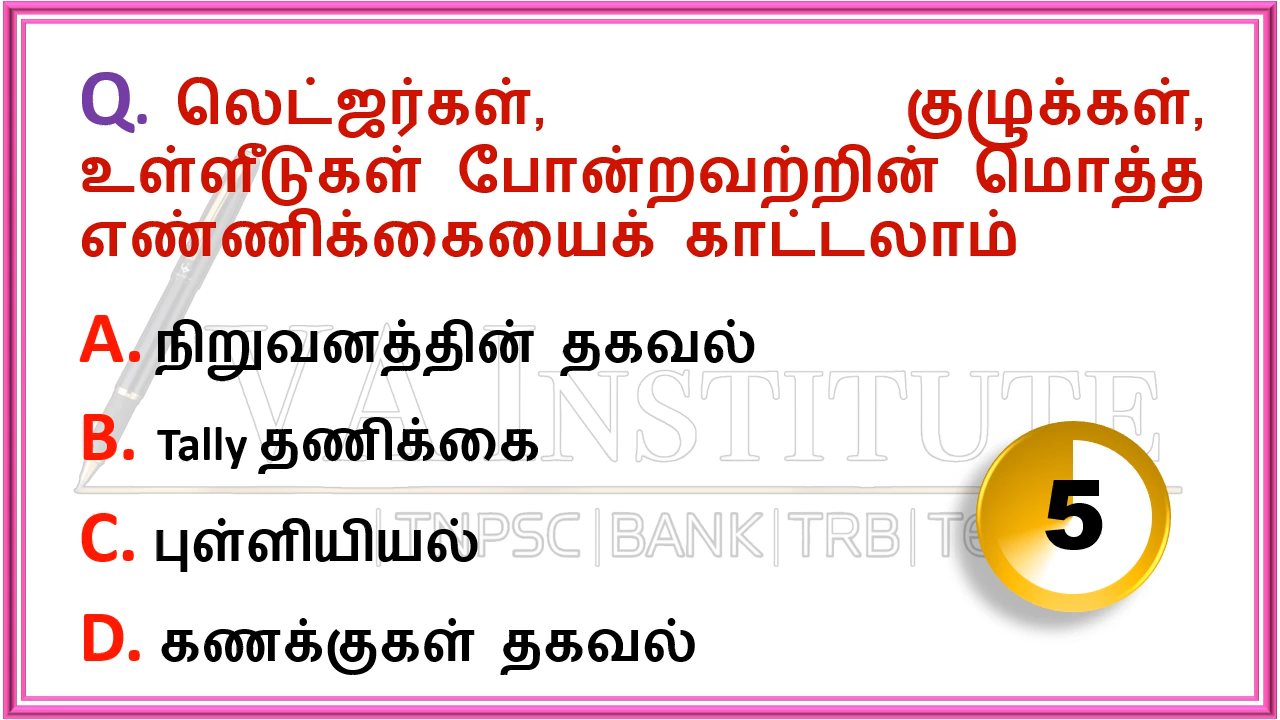 Q. லெட்ஜர்கள், குழுக்கள்,
உள்ளீடுகள் போன்றவற்றின் மொத்த
எண்ணிக்கையைக் காட்டலாம்
A. நிறுவனத்தின் தகவல்
VA INSTITUTE
B. Tally தணிக்கை
C. புள்ளியியல்
|TNPSC|BANK|TRB|
5
D. கணக்குகள் தகவல்